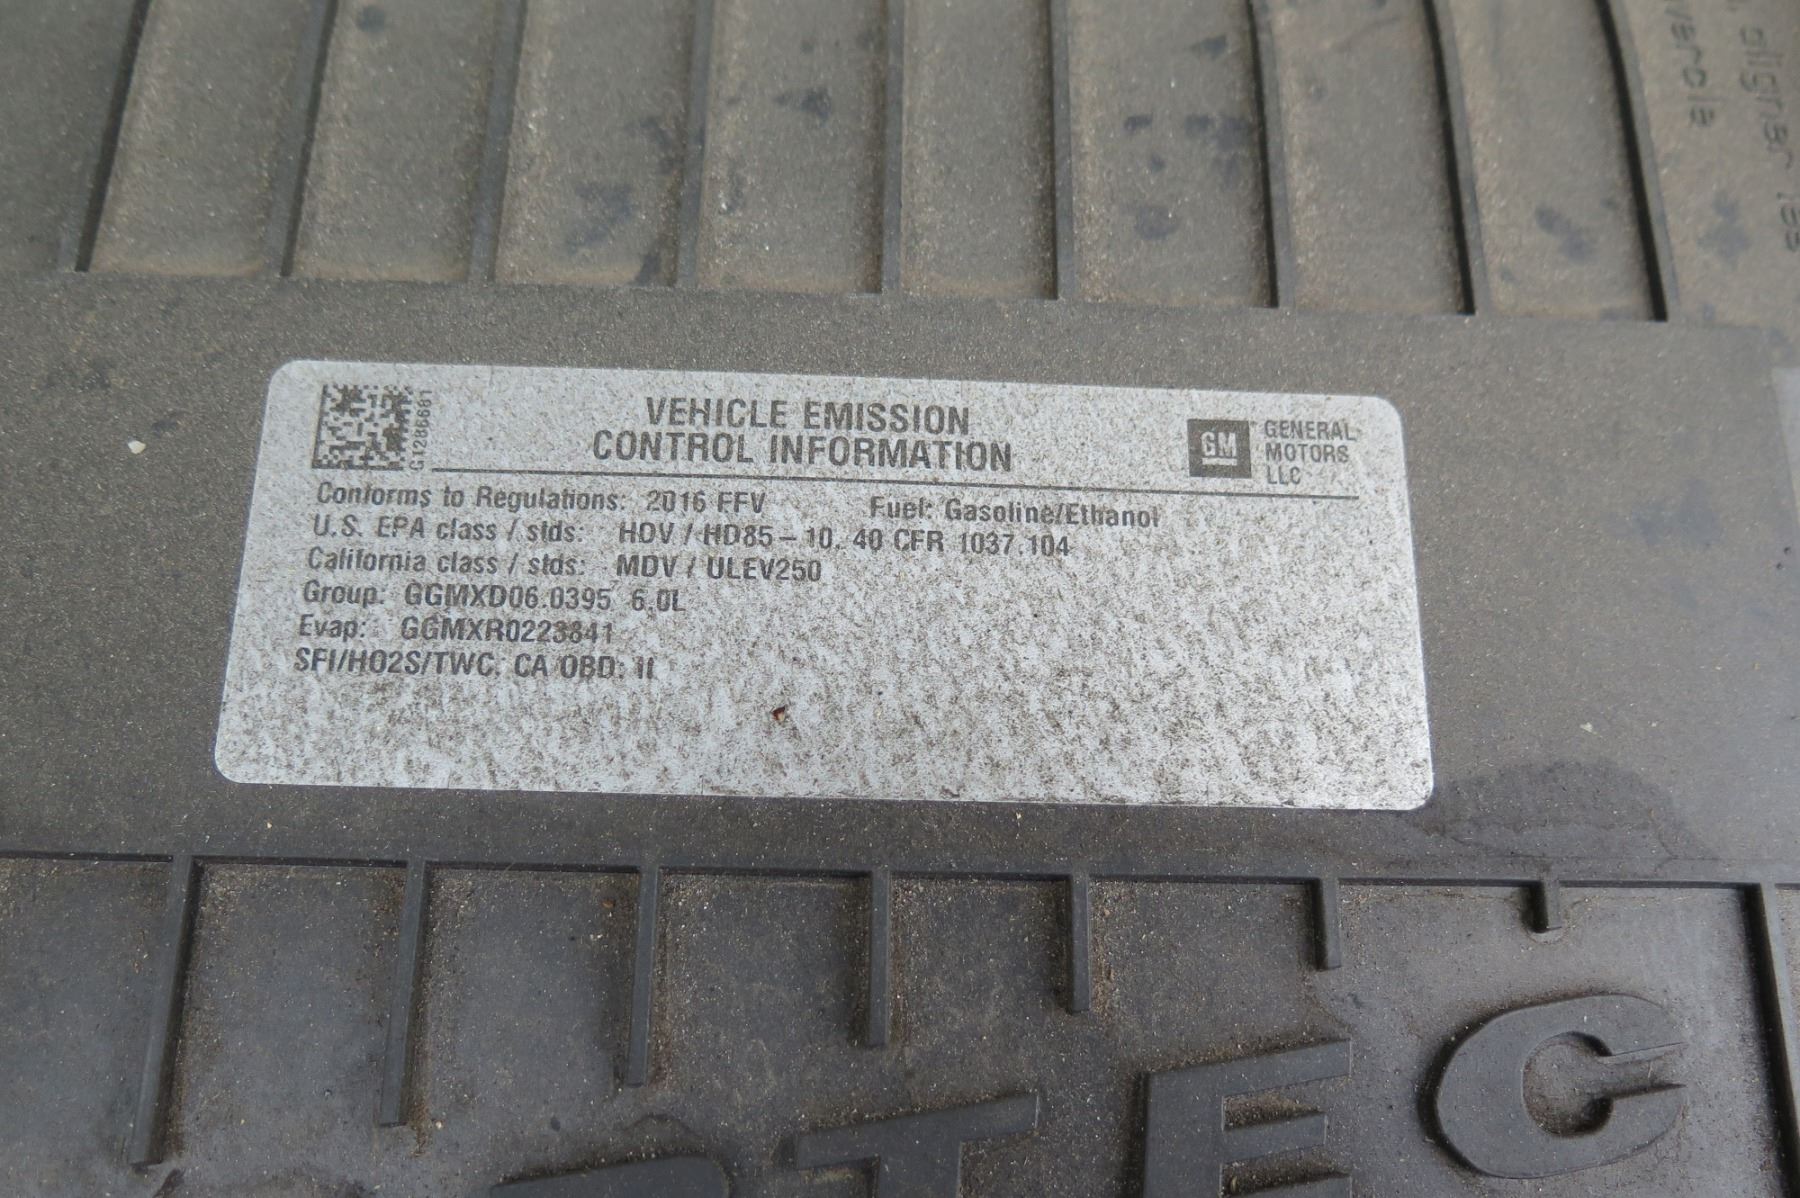 G1286681
VEHICLE EMISSION
CONTROL INFORMATION
GM
GENERAL
MOTORS
LLC
Conforms to Regulations: 2016 FFV Fuel: Gasoline/Ethanol
U.S. EPA class / stds: HDV / HD85-10, 40 CFR 1037.104
California class / stds: MDV / ULEV250
Group: GGMXD06.0395 6.0L
Evap: GGMXR0223841
SFI/HO2S/TWC, CA OBD: II
TEC